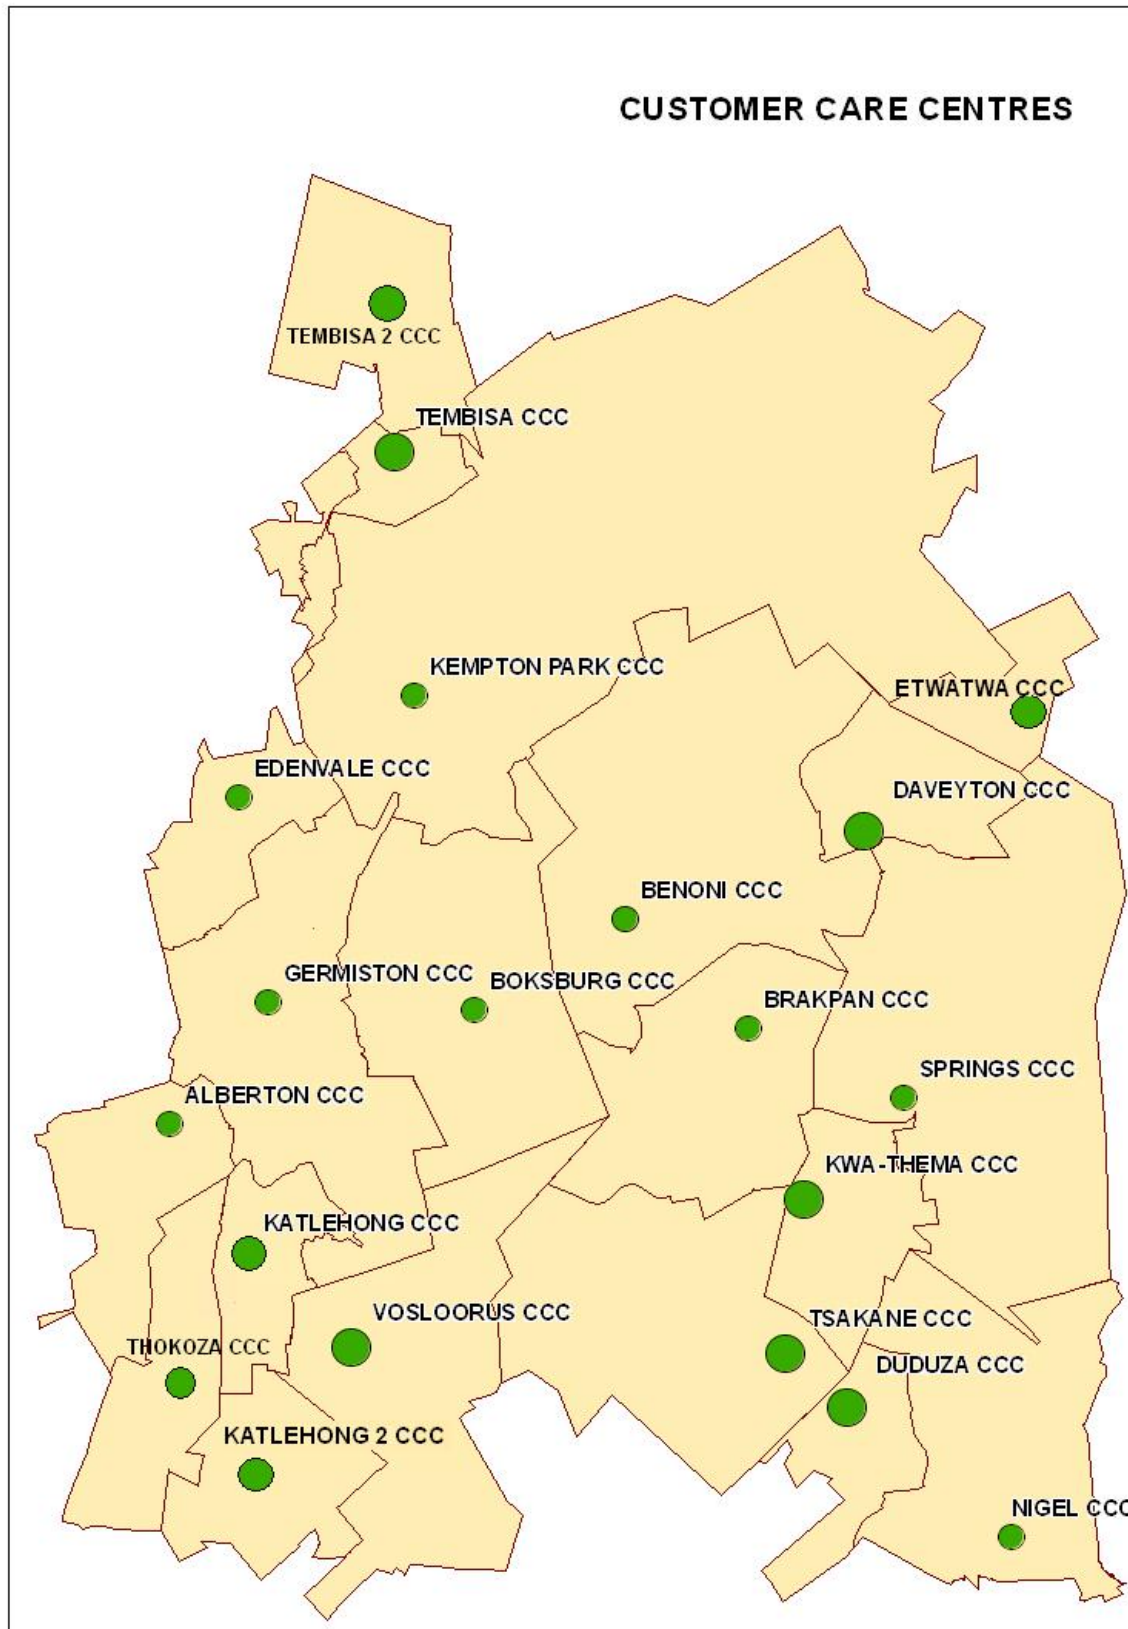 CUSTOMER CARE CENTRES
TEMBISA 2 CCC
TEMBISA CCC
KEMPTON PARK CCC
ETWATWA CCC
EDENVALE CCC
DAVEYTON CCC
BENONI CCC
GERMISTON CCC
BOKSBURG CCC
BRAKPAN CCC
SPRINGS CCC
ALBERTON CCC
KWA-THEMA CCC
KATLEHONG CCC
VOSLOORUS CCC
TSAKANE CCC
THOKOZA CCC
DUDUZA CCC
KATLEHONG 2 CCC
NIGEL CCC